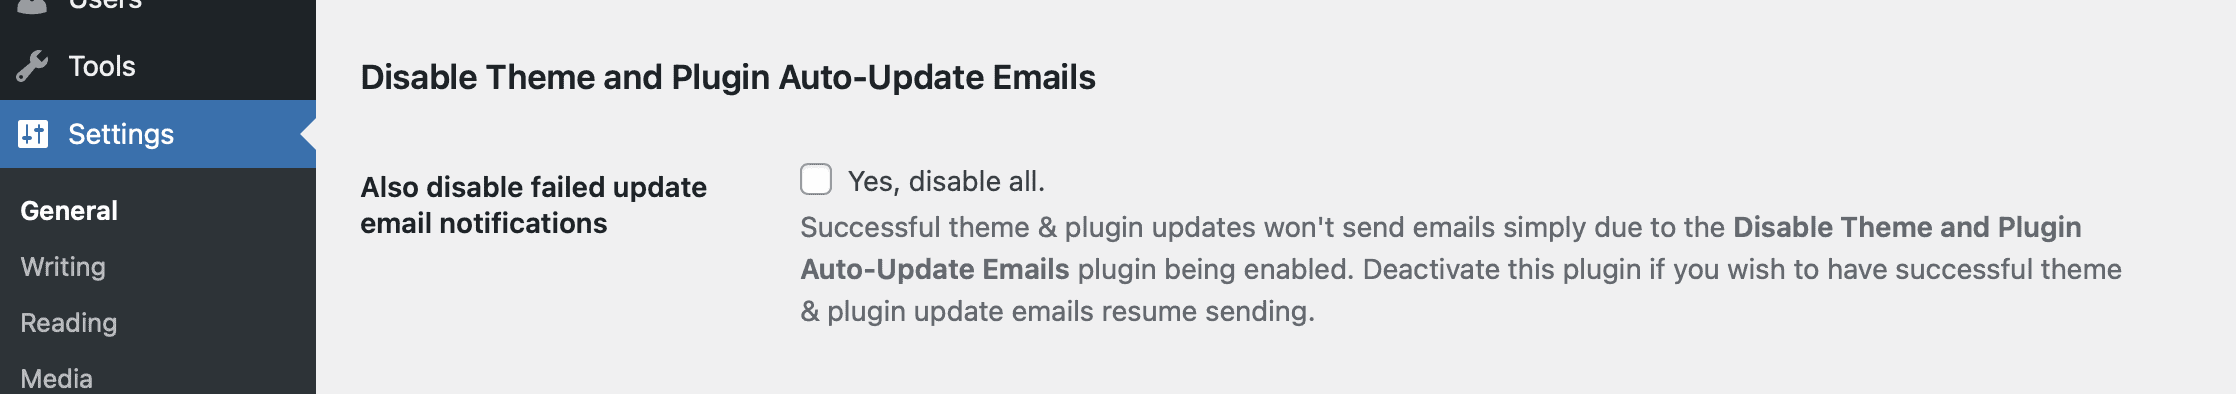 Users
Tools
Settings
General
Writing
Reading
Media
Disable Theme and Plugin Auto-Update Emails
Also disable failed update
email notifications
Yes, disable all.
Successful theme & plugin updates won't send emails simply due to the Disable Theme and Plugin
Auto-Update Emails plugin being enabled. Deactivate this plugin if you wish to have successful theme
& plugin update emails resume sending.